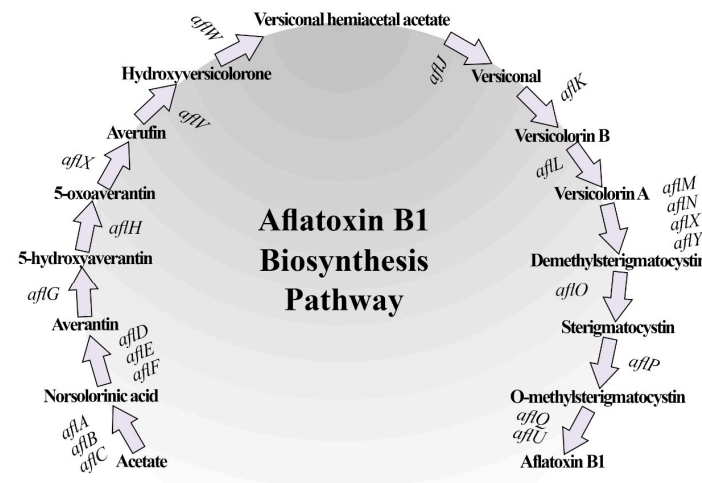 Versiconal hemiacetal acetate
aflW
aflJ
Hydroxyversicolorone
Versiconal
aflV
aflK
Averufin
Versicolorin B
aflX
aflL
5-oxoaverantin
Versicolorin A
aflM
aflN
aflX
aflY
aflH
Aflatoxin B1
Biosynthesis
Pathway
5-hydroxyaverantin
Demethylsterigmatocystin
aflG
aflO
Averantin
Sterigmatocystin
aflD
aflE
aflF
aflP
Norsolorinic acid
O-methylsterigmatocystin
aflA
aflB
aflC
aflQ
aflU
Acetate
Aflatoxin B1